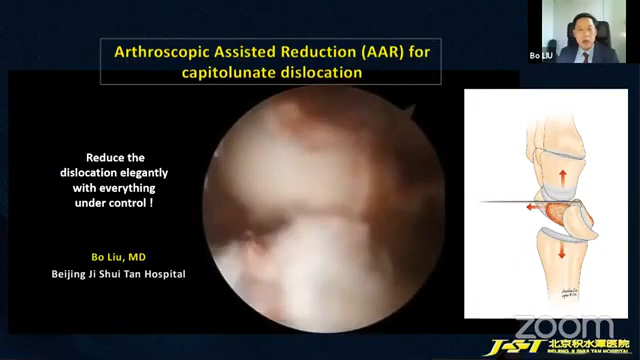 Arthroscopic Assisted Reduction (AAR) for
capitolunate dislocation
Bo LIU
Reduce the
dislocation elegantly
with everything
under control !
Bo Liu, MD
Beijing Ji Shui Tan Hospital
zoom
JST 北京积水潭医院
BEIJING JI SHUI TAN HOSPITAL